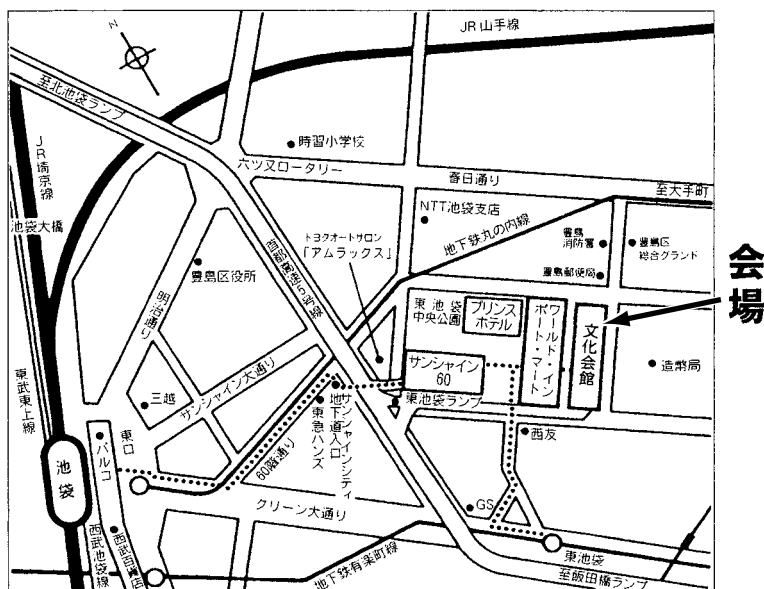 N
JR山手線
至北池袋ランプ
JR埼京線
時習小学校
六ツ又ロータリー
春日通り
至大手町
池袋大橋
NTT池袋支店
地下鉄丸の内線
トヨタオートサロン
「アムラックス」
豊島
消防署
豊島区
総合グランド
豊島郵便局
豊島区役所
首都高速5号線
明治通り
会場
東池袋
中央公園
プリンス
ホテル
ワールド・イン
ポート・マート
文化会館
サンシャイン
60
造幣局
東武東上線
三越
サンシャイン大通り
東池袋ランプ
サンシャインシティ
地下道入口
東急ハンズ
60階通り
西友
東口
パルコ
池袋
GS
グリーン大通り
西武池袋線
西武百貨店
地下鉄有楽町線
東池袋
至飯田橋ランプ